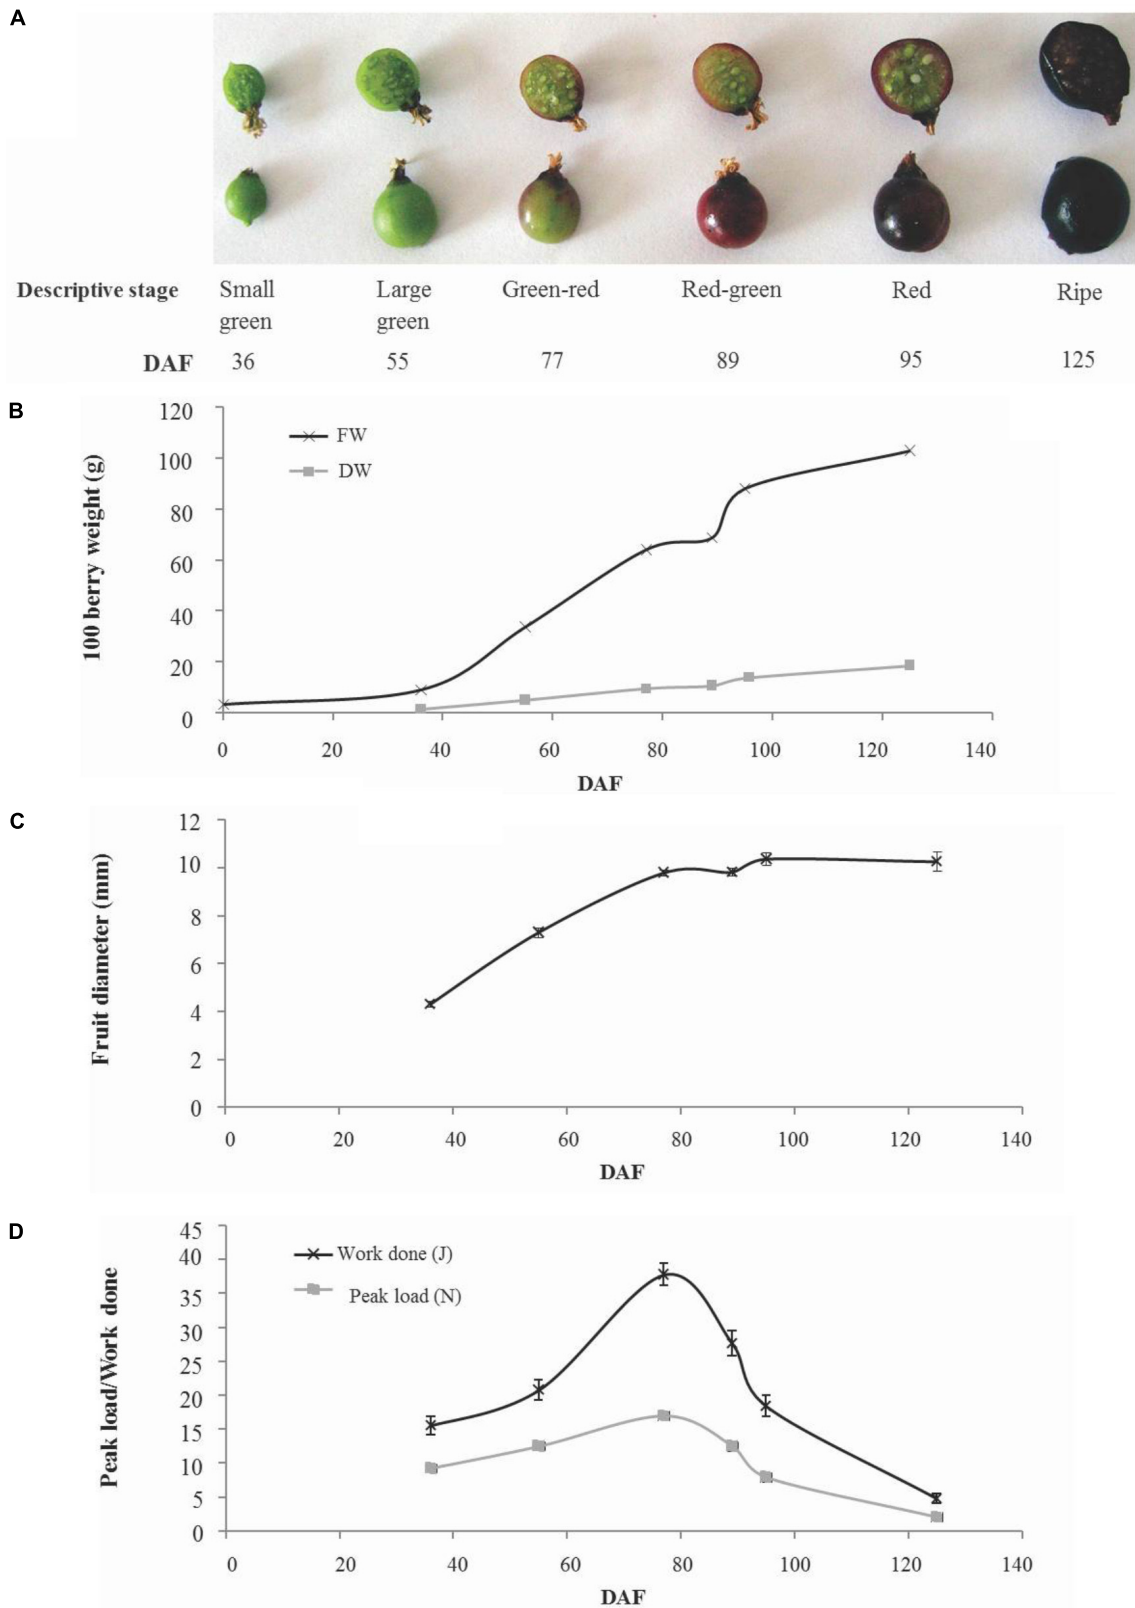 A
Descriptive stage Small green Large green Green-red Red-green Red Ripe
DAF 36 55 77 89 95 125
B
120
100
80
60
40
20
0
100 berry weight (g)
FW
DW
0 20 40 60 80 100 120 140
DAF
C
12
10
8
6
4
2
0
Fruit diameter (mm)
0 20 40 60 80 100 120 140
DAF
D
45
40
35
30
25
20
15
10
5
0
Peak load/Work done
Work done (J)
Peak load (N)
0 20 40 60 80 100 120 140
DAF